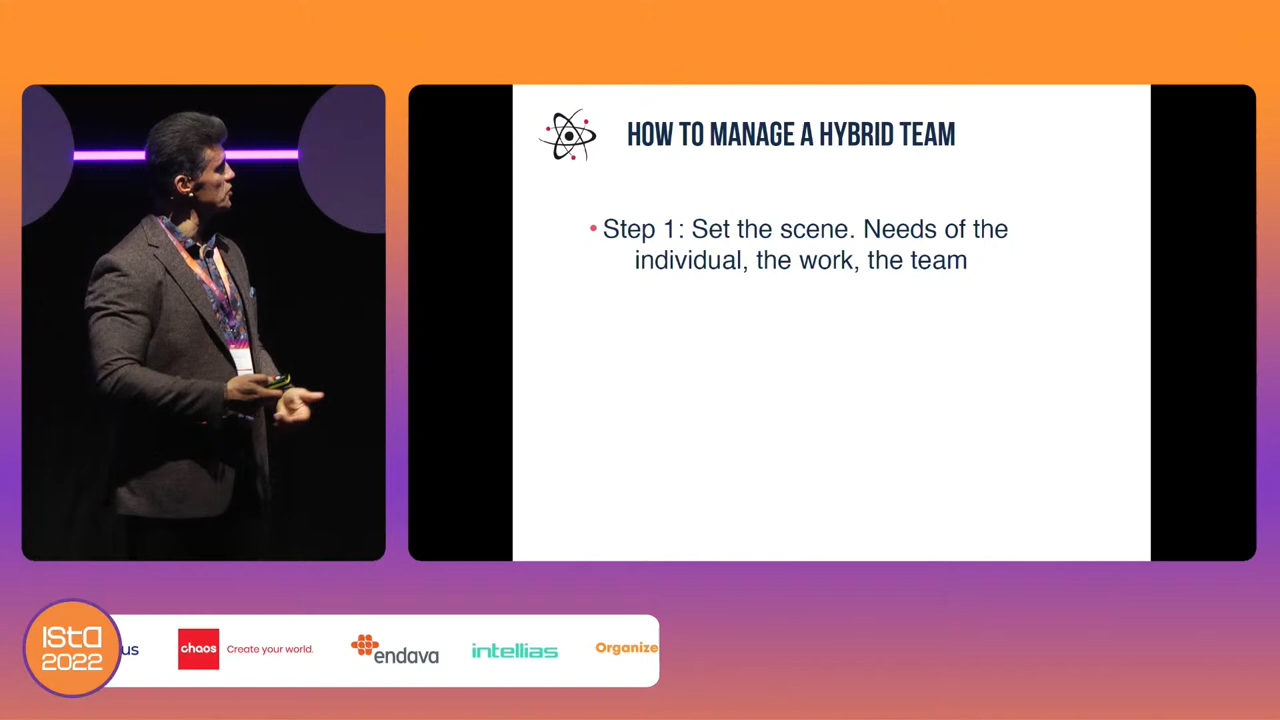 HOW TO MANAGE A HYBRID TEAM
• Step 1: Set the scene. Needs of the
individual, the work, the team
ISTA
2022
us
chaos
Create your world.
endava
intellias
Organize